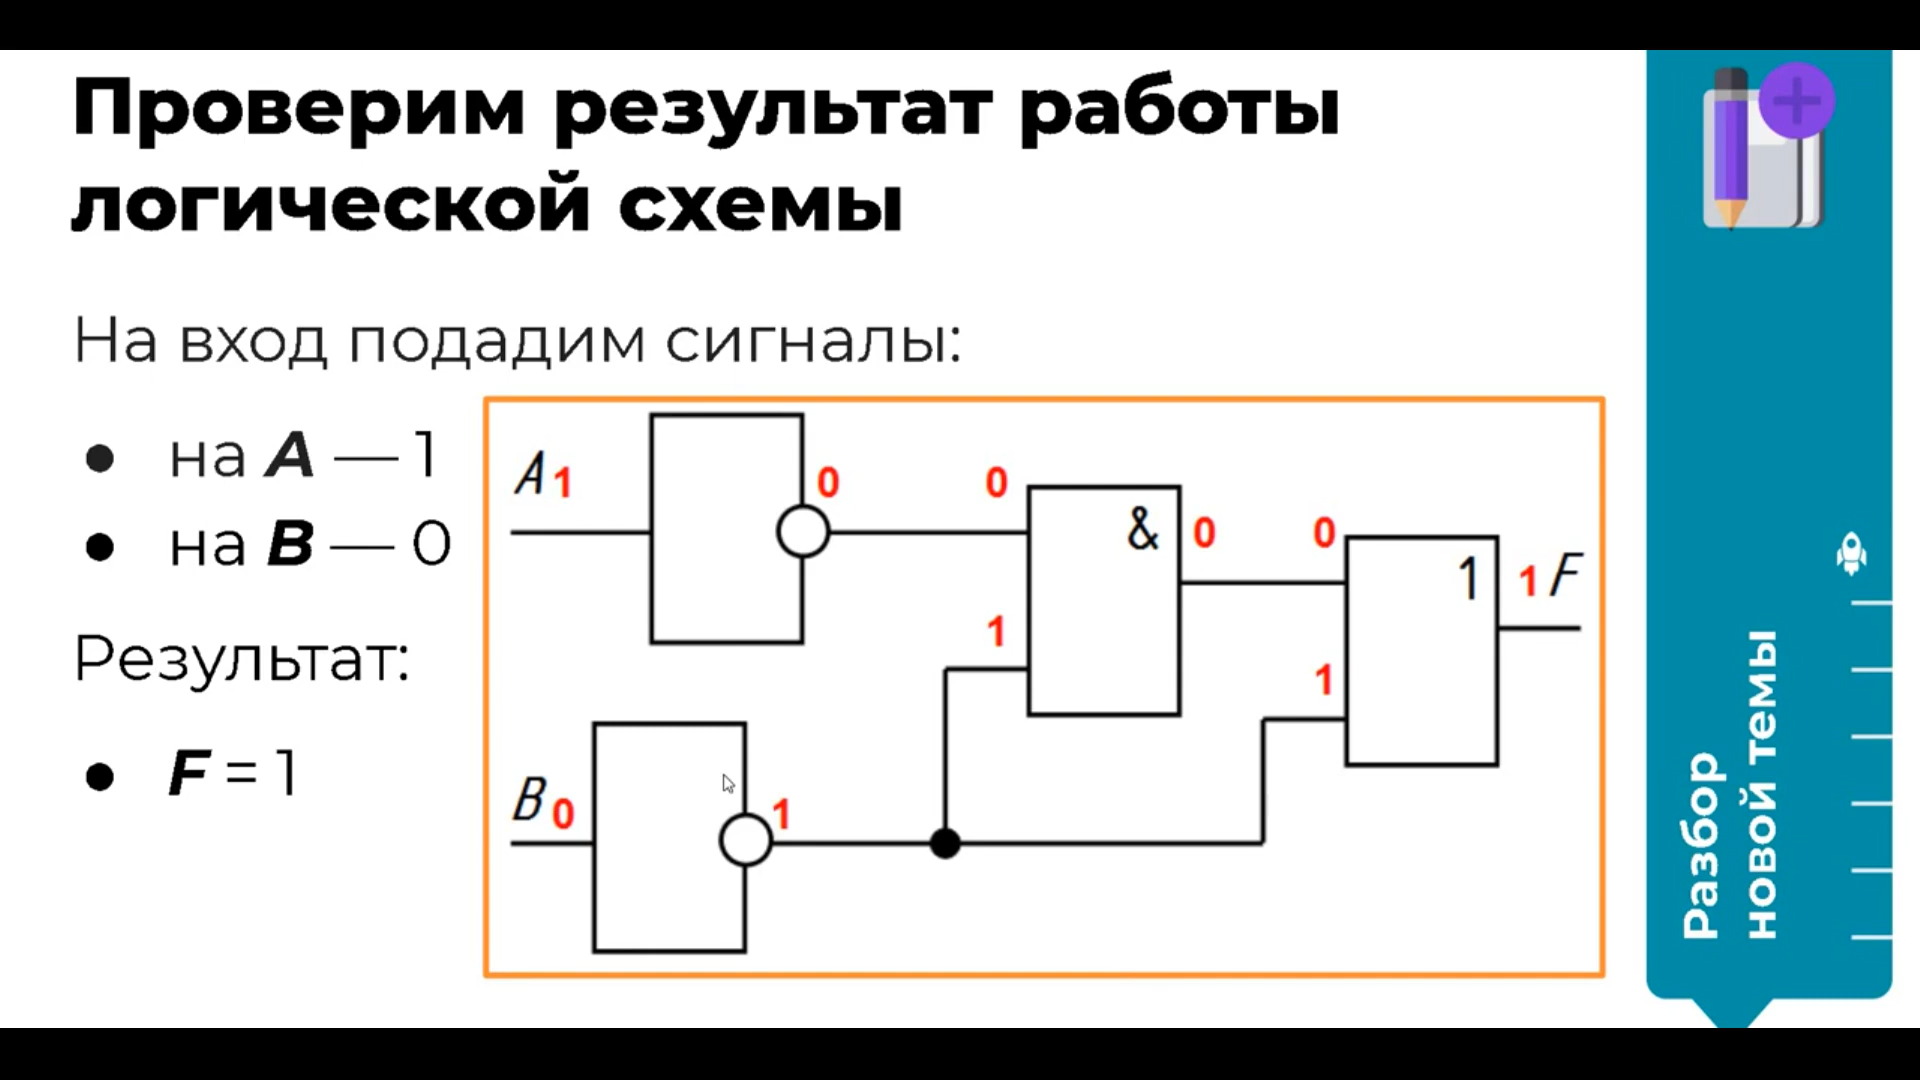 Проверим результат работы
логической схемы
На вход подадим сигналы:
на A — 1
на B — 0
Результат:
F = 1
A 1
0
0
1
&
0
0
1
1
1 F
B 0
1
Разбор
новой темы